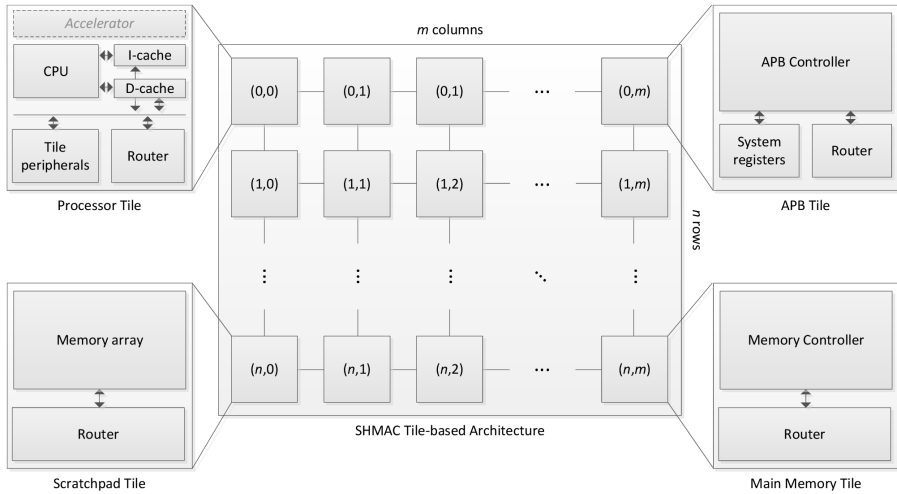 Accelerator
CPU
I-cache
D-cache
Tile
peripherals
Router
Processor Tile
m columns
(0,0)
(0,1)
(0,1)
...
(0,m)
(1,0)
(1,1)
(1,2)
...
(1,m)
n rows
(n,0)
(n,1)
(n,2)
...
(n,m)
SHMAC Tile-based Architecture
APB Controller
System
registers
Router
APB Tile
Memory array
Router
Scratchpad Tile
Memory Controller
Router
Main Memory Tile